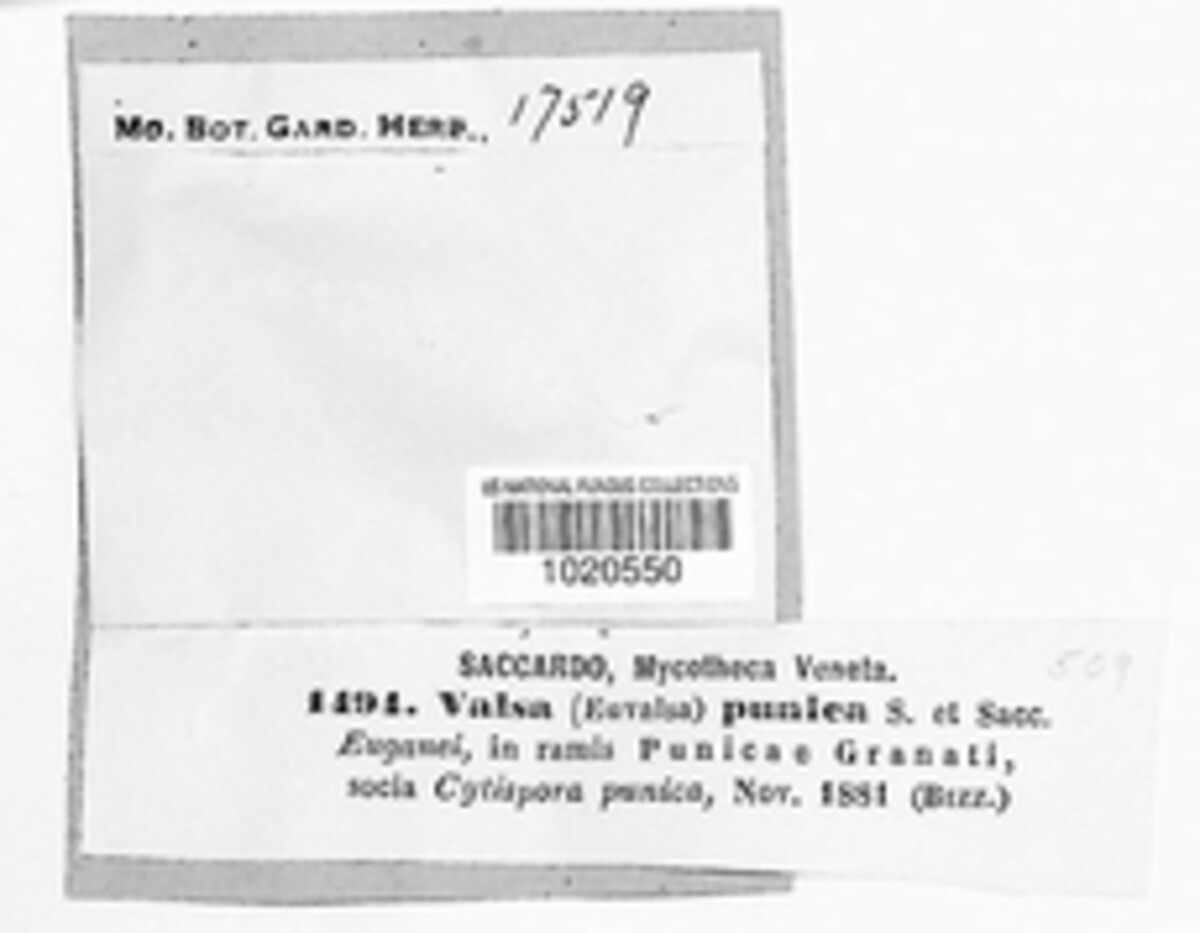 Mo. Bot. Gard. Herb., 17519
US NATIONAL FUNGUS COLLECTIONS
1020550
509
SACCARDO, Mycotheca Veneta.
1494. Valsa (Euvalsa) punica S. et Sacc.
Euganei, in ramis Punicae Granati,
socia Cytispora punica, Nov. 1881 (Bizz.)